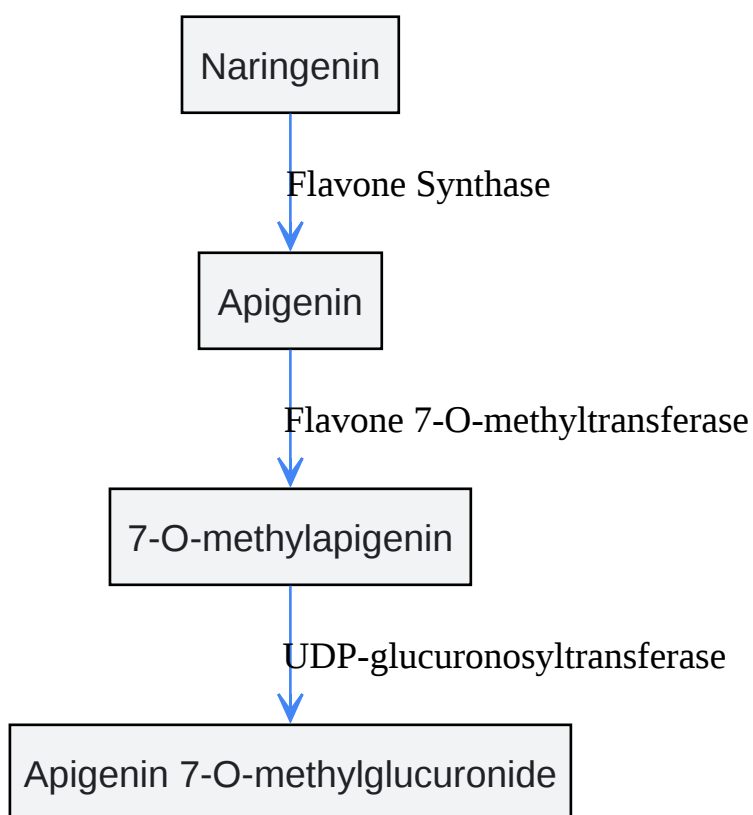 Naringenin
Flavone Synthase
Apigenin
Flavone 7-O-methyltransferase
7-O-methylapigenin
UDP-glucuronosyltransferase
Apigenin 7-O-methylglucuronide